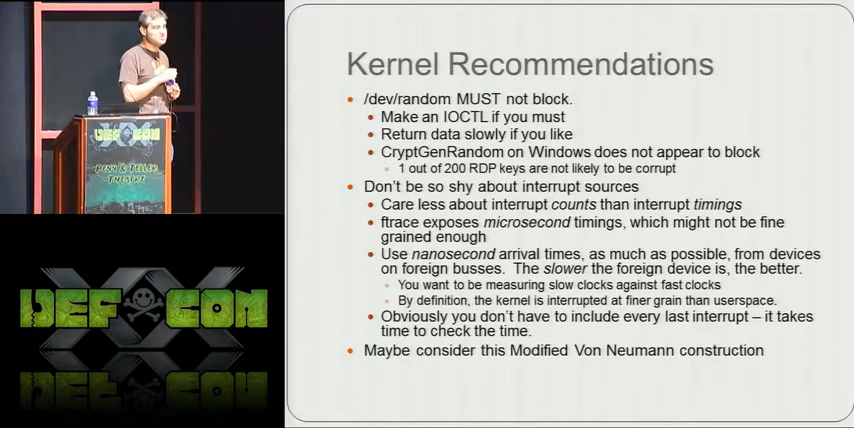 DEF CON
PENN & TELLER
THEATRE
DEF CON
Kernel Recommendations
/dev/random MUST not block.
Make an IOCTL if you must
Return data slowly if you like
CryptGenRandom on Windows does not appear to block
1 out of 200 RDP keys are not likely to be corrupt
Don't be so shy about interrupt sources
Care less about interrupt counts than interrupt timings
ftrace exposes microsecond timings, which might not be fine
grained enough
Use nanosecond arrival times, as much as possible, from devices
on foreign busses. The slower the foreign device is, the better.
You want to be measuring slow clocks against fast clocks
By definition, the kernel is interrupted at finer grain than userspace.
Obviously you don't have to include every last interrupt – it takes
time to check the time.
Maybe consider this Modified Von Neumann construction